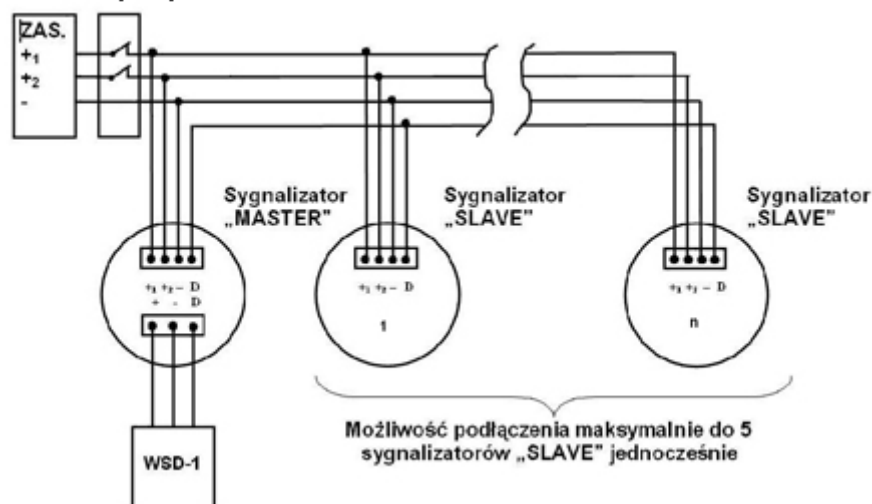 ZAS.
+1
+2
-
Sygnalizator
„MASTER"
Sygnalizator
„SLAVE"
Sygnalizator
„SLAVE"
+1 +2 – D
+ - D
+1 +2 – D
1
+1 +2 – D
n
Możliwość podłączenia maksymalnie do 5
sygnalizatorów „SLAVE" jednocześnie
WSD-1